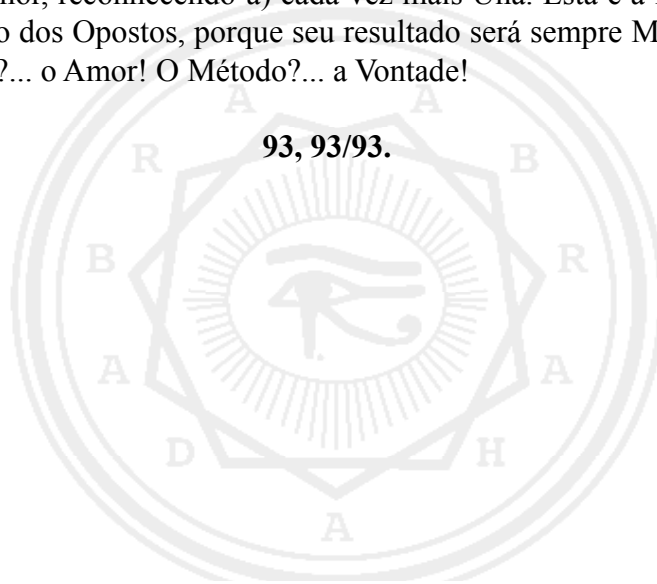 reconhecendo-a) cada vez mais Una. Esta é a
o dos Opostos, porque seu resultado será sempre M
?... o Amor! O Método?... a Vontade!
93, 93/93.
A A
R B
B R
A A
D H
A